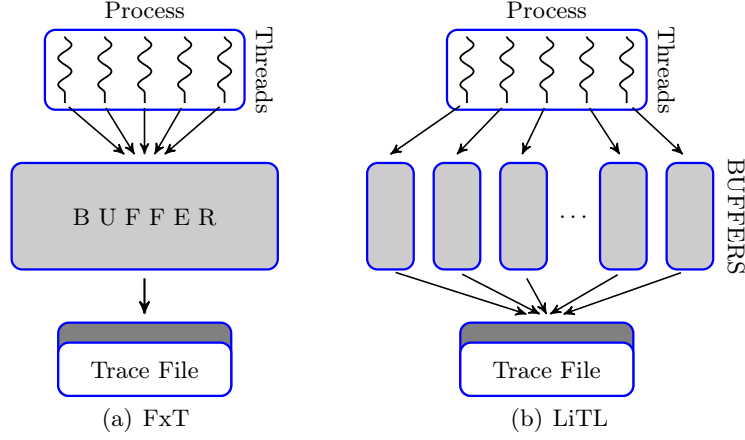 Process
Threads
B U F F E R
Trace File
(a) FxT
Process
Threads
...
BUFFERS
Trace File
(b) LiTL